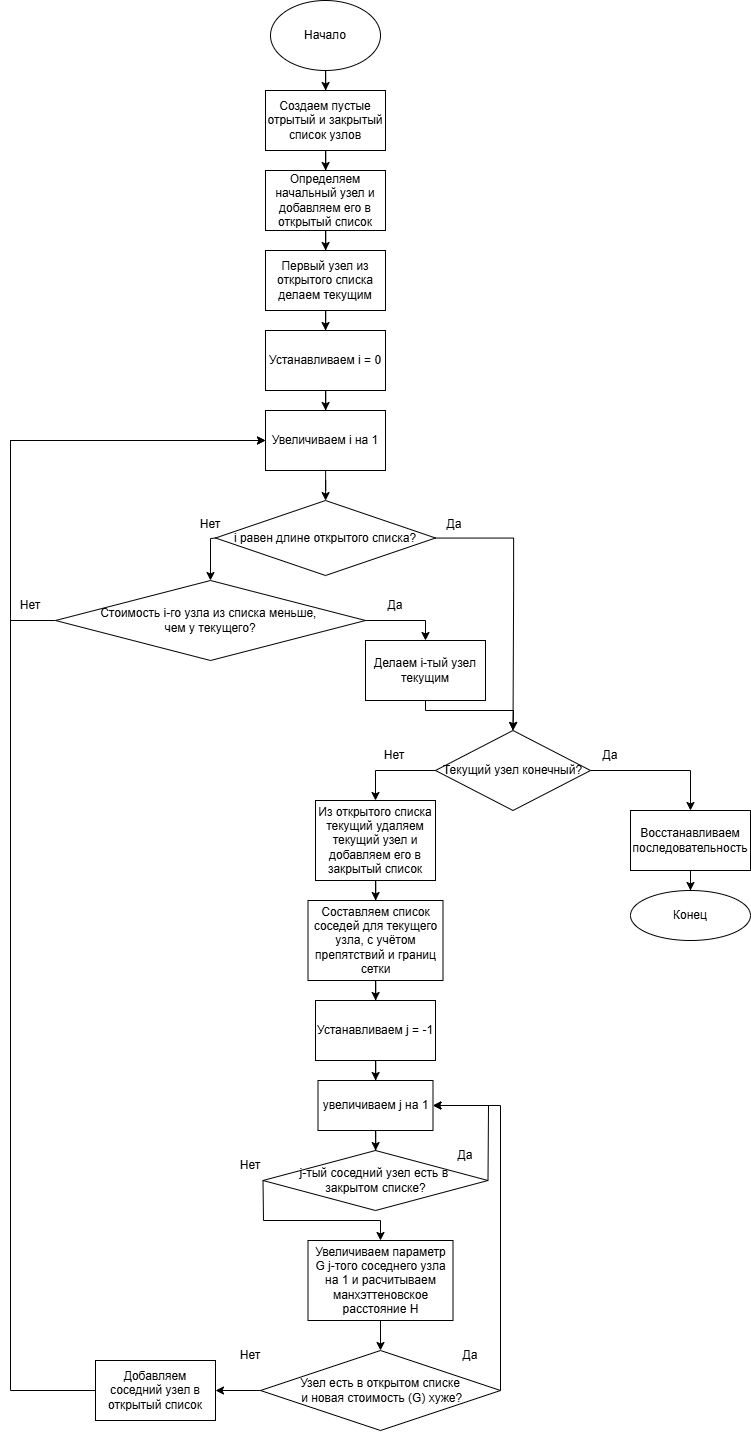 Начало
Создаем пустые
отрытый и закрытый
список узлов
Определяем
начальный узел и
добавляем его в
открытый список
Первый узел из
открытого списка
делаем текущим
Устанавливаем i = 0
Увеличиваем i на 1
Нет
Да
i равен длине открытого списка?
Нет
Стоимость i-го узла из списка меньше,
чем у текущего?
Да
Делаем i-тый узел
текущим
Нет
Текущий узел конечный?
Да
Из открытого списка
текущий удаляем
текущий узел и
добавляем его в
закрытый список
Восстанавливаем
последовательность
Конец
Составляем список
соседей для текущего
узла, с учётом
препятствий и границ
сетки
Устанавливаем j = -1
увеличиваем j на 1
Нет
Да
j-тый соседний узел есть в
закрытом списке?
Увеличиваем параметр
G j-того соседнего узла
на 1 и расчитываем
манхэттеновское
расстояние H
Нет
Да
Узел есть в открытом списке
и новая стоимость (G) хуже?
Добавляем
соседний узел в
открытый список